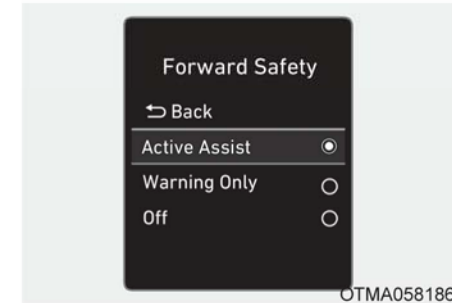 Forward Safety
Back
Active Assist
Warning Only
Off
OTMA058186